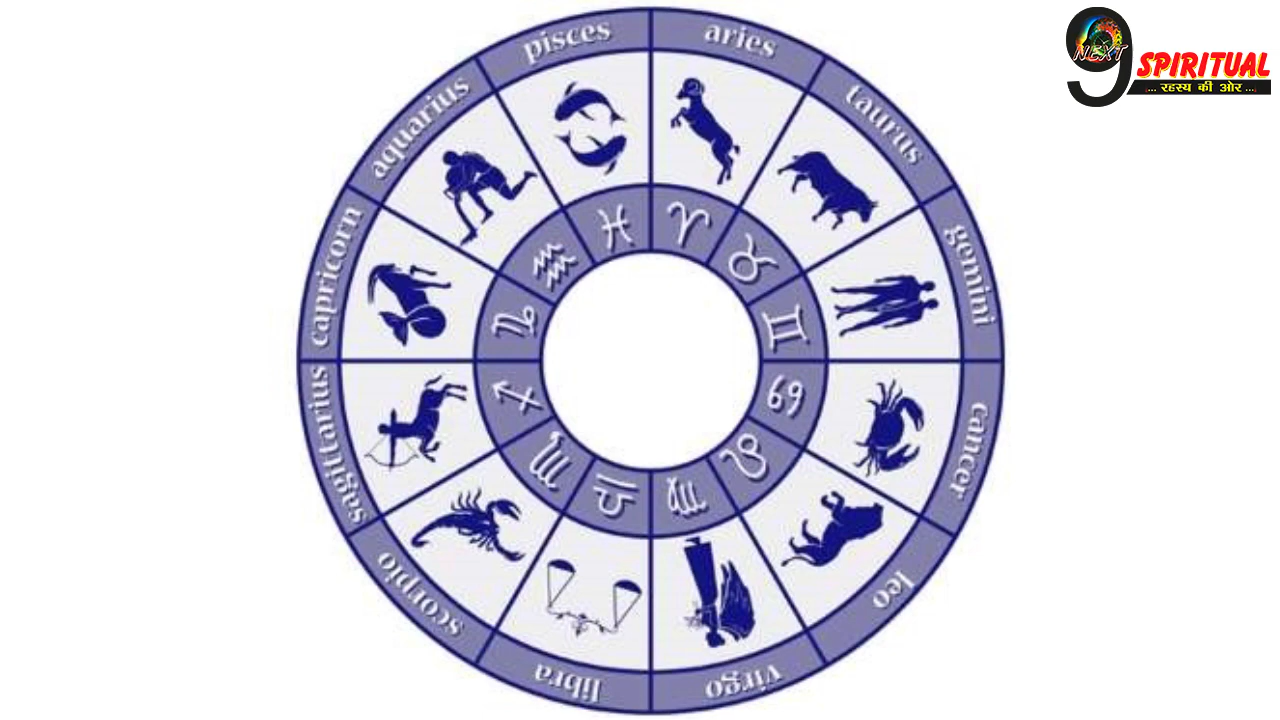 aries
taurus
gemini
cancer
leo
virgo
libra
scorpio
sagittarius
capricorn
aquarius
pisces
9
NEXT
SPIRITUAL
... रहस्य की ओर ...